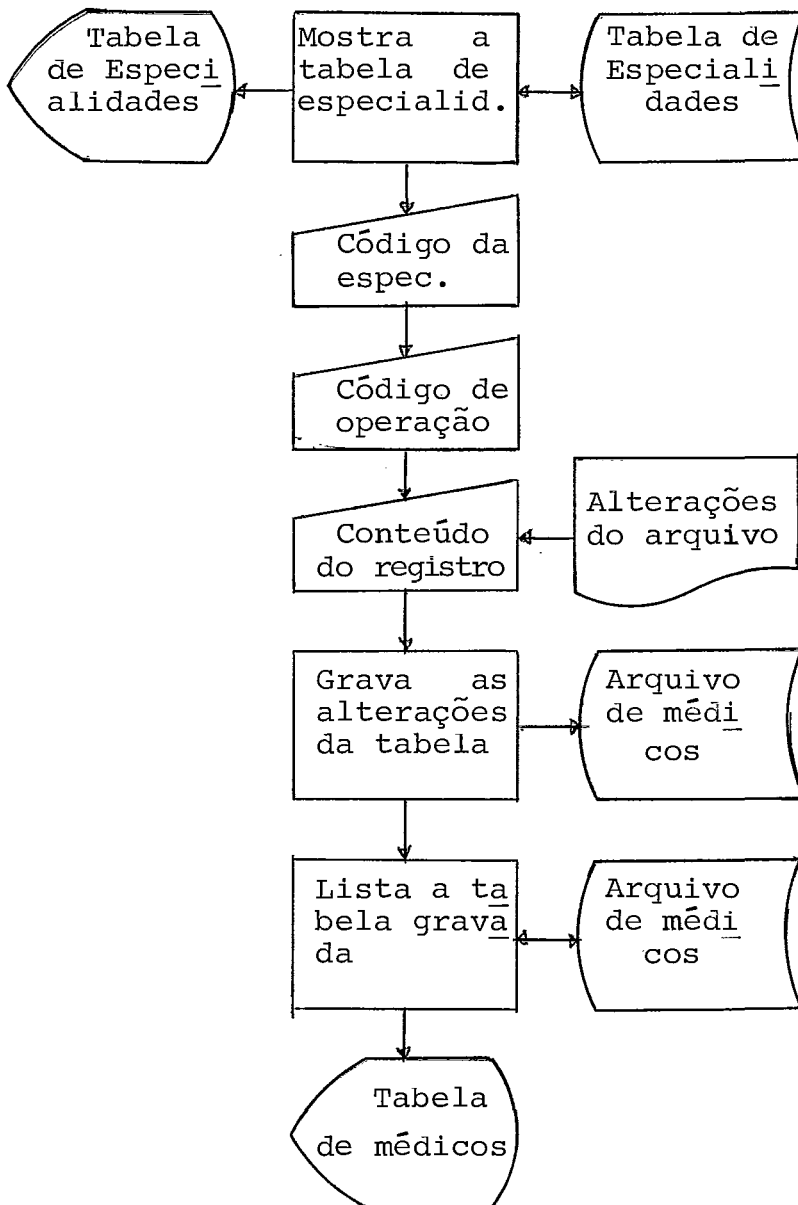 Tabela
de Especi
alidades
Mostra a
tabela de
especialid.
Tabela de
Especiali
dades
Código da
espec.
Código de
operação
Conteúdo
do registro
Alterações
do arquivo
Grava as
alterações
da tabela
Arquivo
de médi
cos
Lista a ta
bela grava
da
Arquivo
de médi
cos
Tabela
de médicos